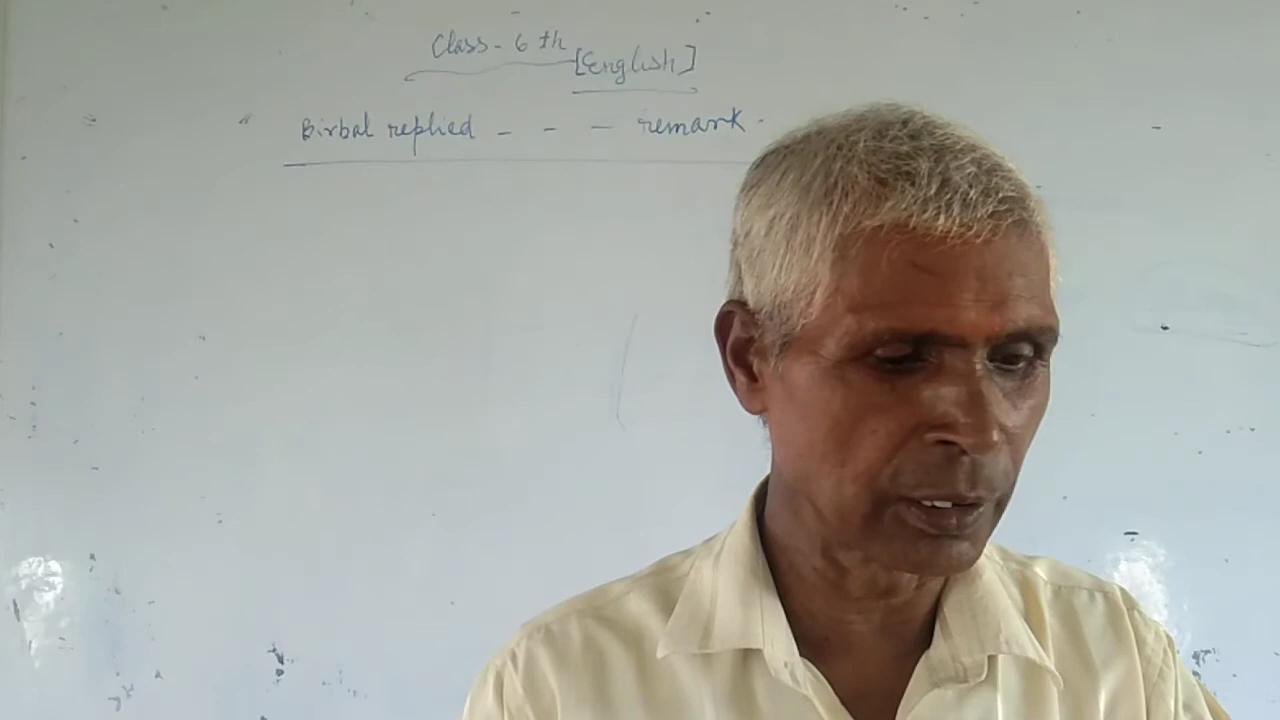 Class - 6 th
[English]
Birbal replied - - - remark.